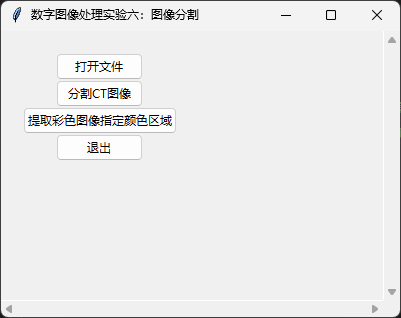 数字图像处理实验六：图像分割
打开文件
分割CT图像
提取彩色图像指定颜色区域
退出